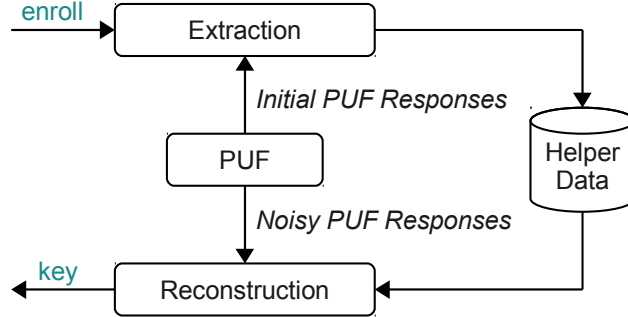 enroll
Extraction
Initial PUF Responses
PUF
Helper
Data
Noisy PUF Responses
key
Reconstruction